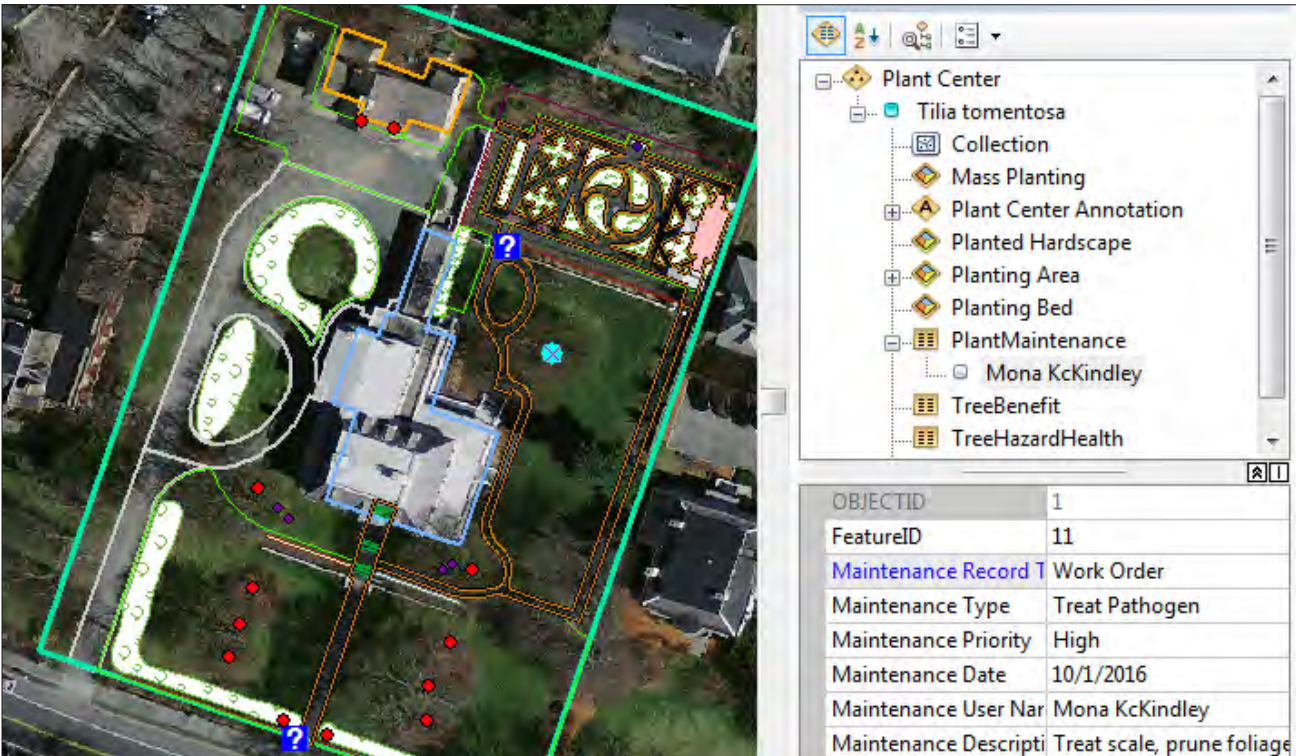 ?
?
Plant Center
Tilia tomentosa
Collection
Mass Planting
A Plant Center Annotation
Planted Hardscape
Planting Area
Planting Bed
PlantMaintenance
Mona KcKindley
TreeBenefit
TreeHazardHealth
OBJECTID 1
FeatureID 11
Maintenance Record T Work Order
Maintenance Type Treat Pathogen
Maintenance Priority High
Maintenance Date 10/1/2016
Maintenance User Nar Mona KcKindley
Maintenance Descripti Treat scale, prune foliage